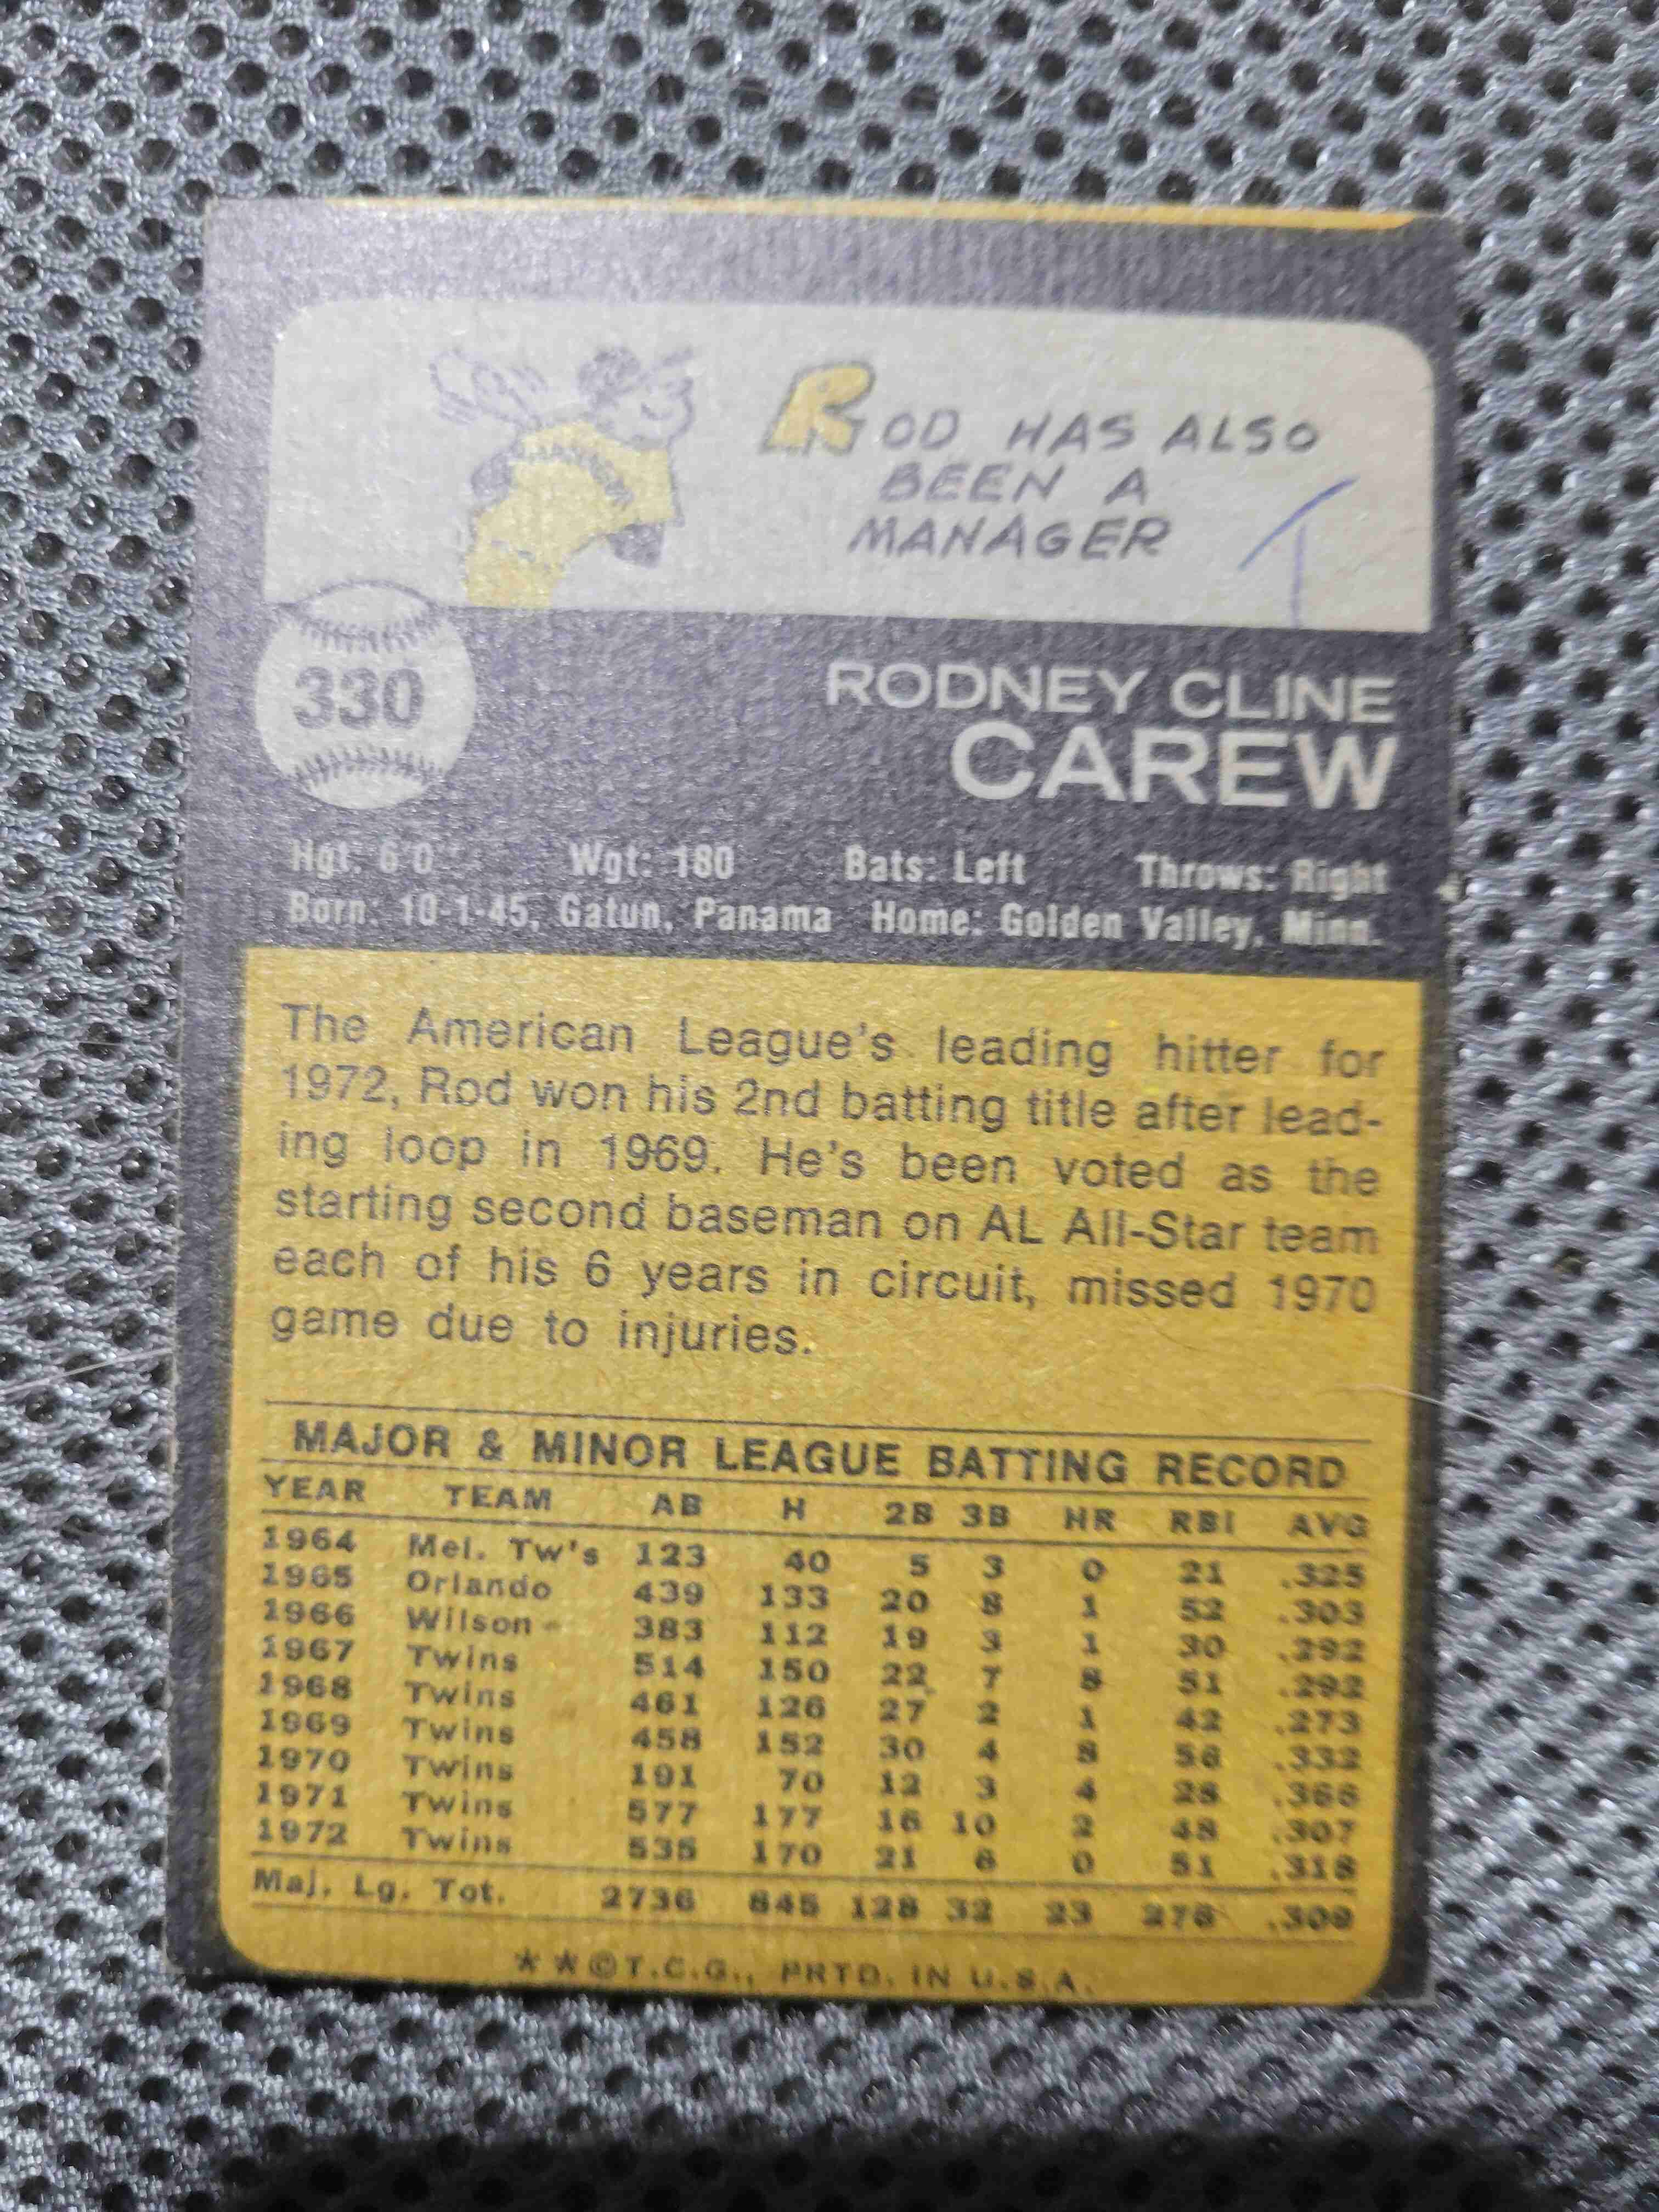 ROD HAS ALSO
BEEN A
MANAGER
T
330
RODNEY CLINE
CAREW
Hgt: 6'0" Wgt: 180 Bats: Left Throws: Right
Born: 10-1-45, Gatun, Panama Home: Golden Valley, Minn.
The American League's leading hitter for
1972, Rod won his 2nd batting title after lead-
ing loop in 1969. He's been voted as the
starting second baseman on AL All-Star team
each of his 6 years in circuit, missed 1970
game due to injuries.
MAJOR & MINOR LEAGUE BATTING RECORD
YEAR TEAM AB H 2B 3B HR RBI AVG
1964 Mel. Tw's 123 40 5 3 0 21 .325
1965 Orlando 439 133 20 8 1 52 .303
1966 Wilson 383 112 19 3 1 30 .292
1967 Twins 514 150 22 7 8 51 .292
1968 Twins 461 126 27 2 1 42 .273
1969 Twins 458 152 30 4 8 56 .332
1970 Twins 191 70 12 3 4 28 .366
1971 Twins 577 177 16 10 2 48 .307
1972 Twins 535 170 21 6 0 51 .318
Maj. Lg. Tot. 2736 845 128 32 23 276 .309
**©T.C.G., PRTD. IN U.S.A.